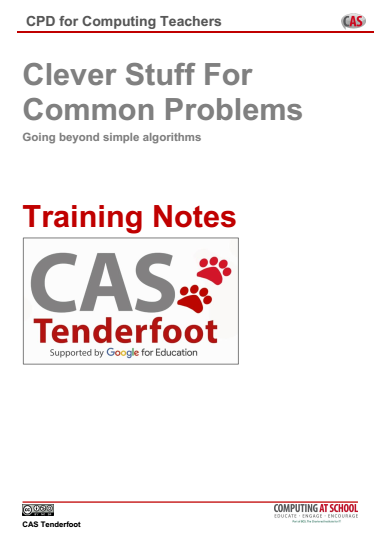 CPD for Computing Teachers
CAS
Clever Stuff For
Common Problems
Going beyond simple algorithms
Training Notes
CAS
Tenderfoot
Supported by Google for Education
COMPUTING AT SCHOOL
EDUCATE · ENGAGE · ENCOURAGE
CAS Tenderfoot